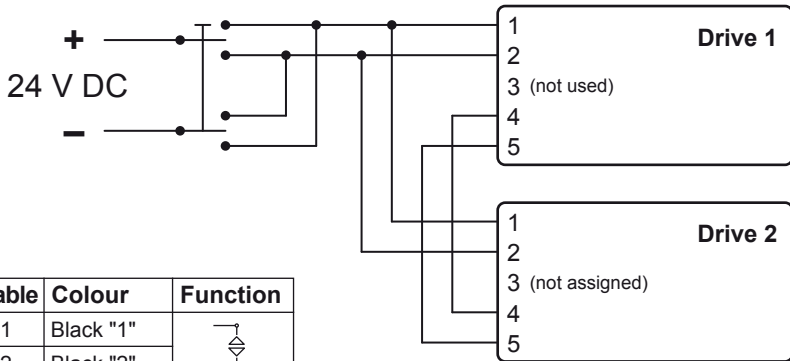 +
24 V DC
−
1
2
3 (not used)
4
5
Drive 1
1
2
3 (not assigned)
4
5
Drive 2
Colour Function
1 Black "1"